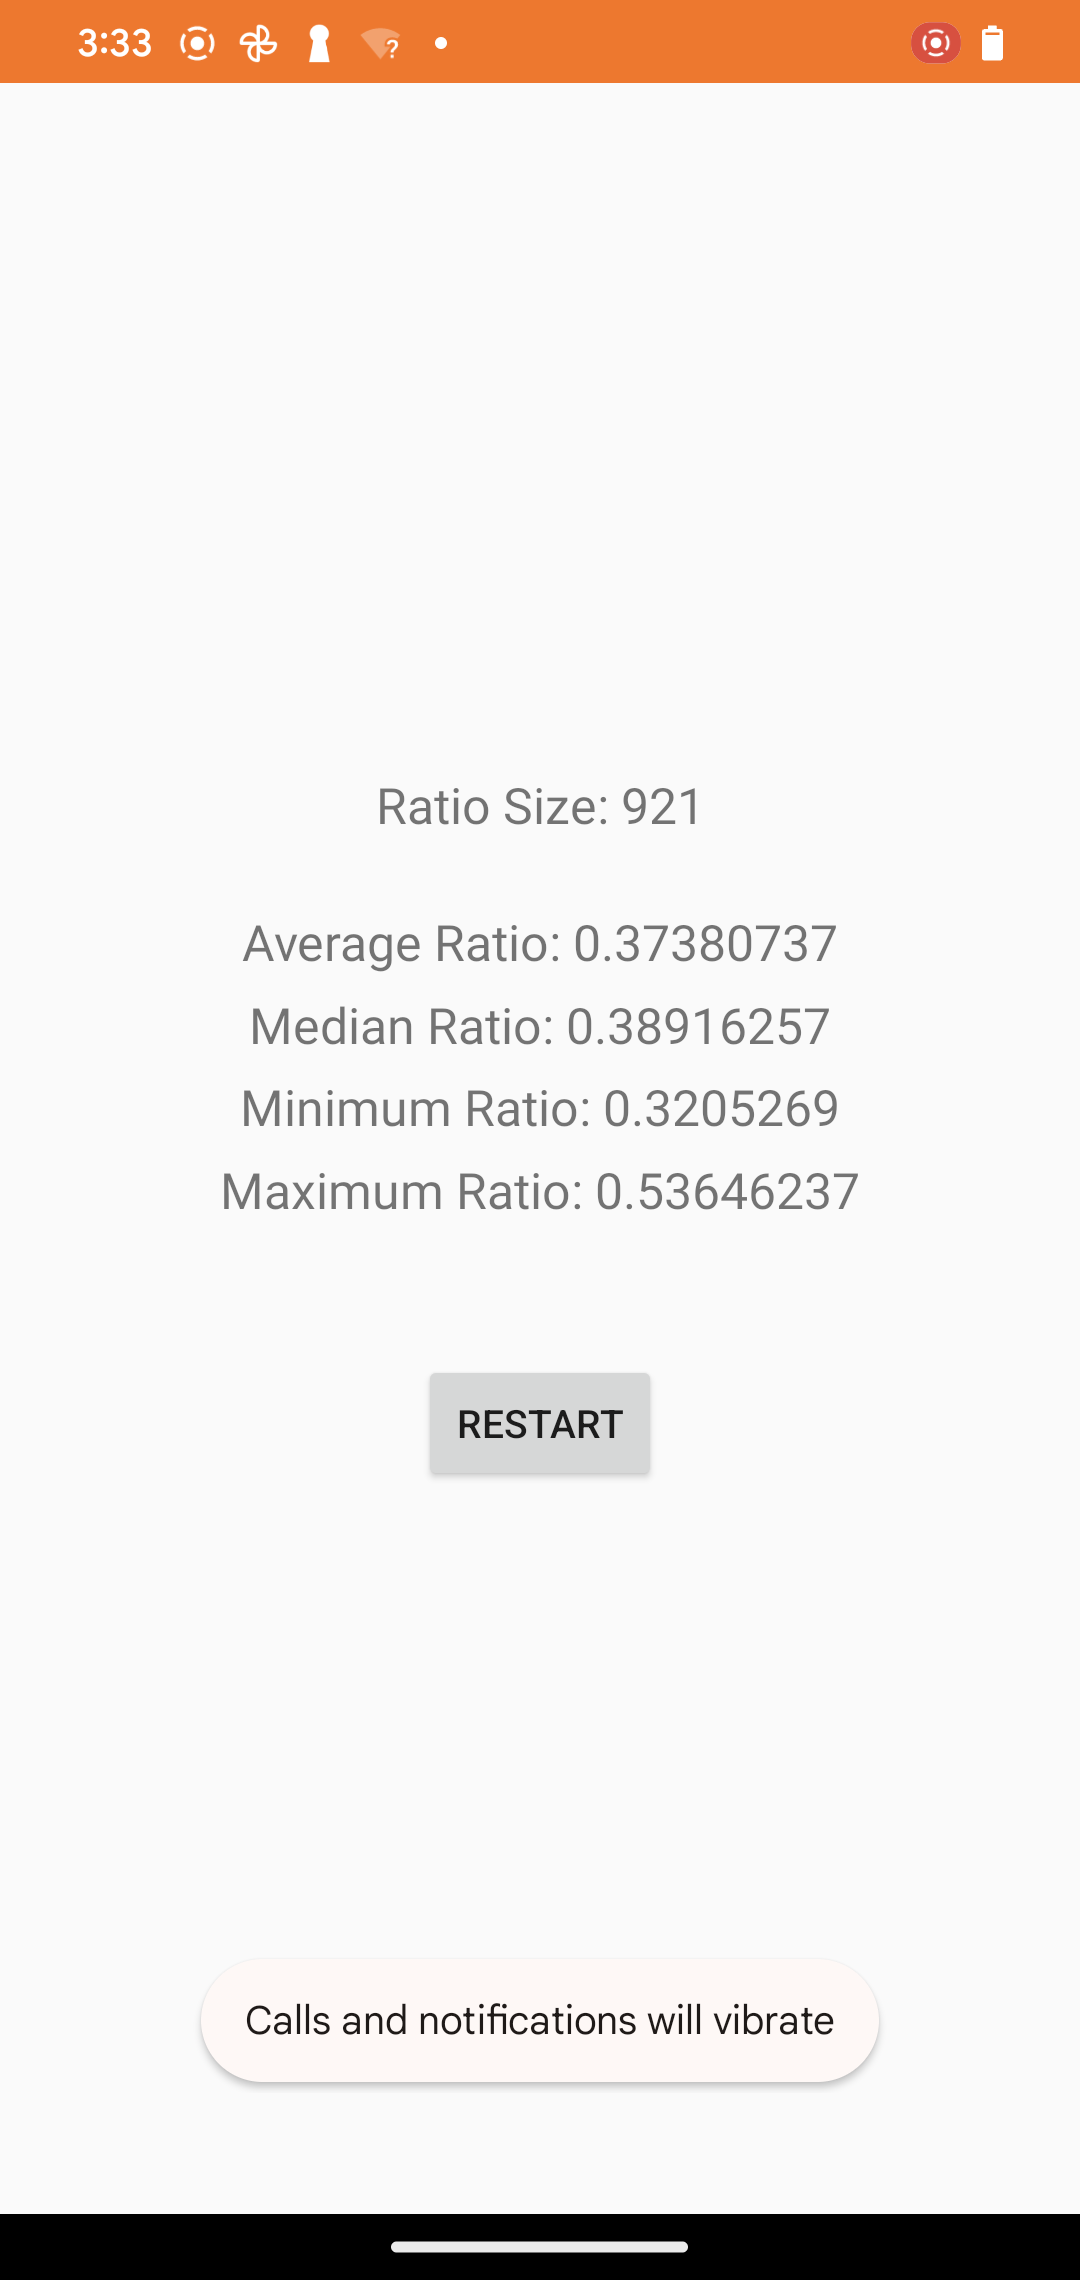 3:33
Ratio Size: 921
Average Ratio: 0.37380737
Median Ratio: 0.38916257
Minimum Ratio: 0.3205269
Maximum Ratio: 0.53646237
RESTART
Calls and notifications will vibrate